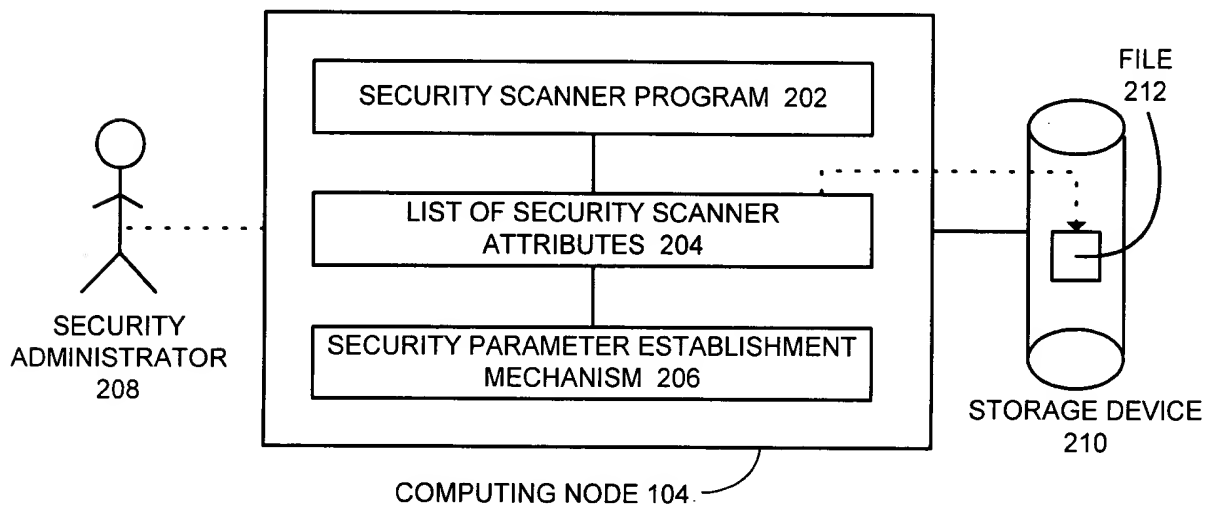 SECURITY SCANNER PROGRAM 202
FILE
212
LIST OF SECURITY SCANNER
ATTRIBUTES 204
SECURITY PARAMETER ESTABLISHMENT
MECHANISM 206
SECURITY
ADMINISTRATOR
208
STORAGE DEVICE
210
COMPUTING NODE 104